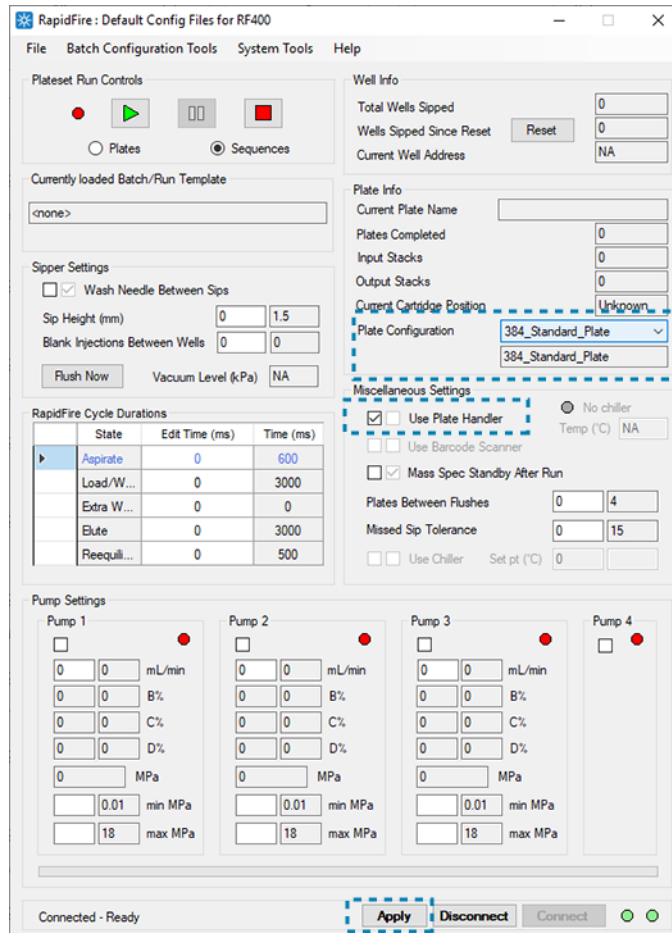 RapidFire : Default Config Files for RF400
File Batch Configuration Tools System Tools Help
Plateset Run Controls
Plates Sequences
Currently loaded Batch/Run Template
<none>
Sipper Settings
Wash Needle Between Sips
Sip Height (mm) 0 1.5
Blank Injections Between Wells 0 0
Flush Now Vacuum Level (kPa) NA
RapidFire Cycle Durations
State Edit Time (ms) Time (ms)
Aspirate 0 600
Load/W... 0 3000
Extra W... 0 0
Elute 0 3000
Reequili... 0 500
Well Info
Total Wells Sipped 0
Wells Sipped Since Reset Reset 0
Current Well Address NA
Plate Info
Current Plate Name
Plates Completed 0
Input Stacks 0
Output Stacks 0
Current Cartridge Position Unknown
Plate Configuration 384_Standard_Plate
384_Standard_Plate
Miscellaneous Settings
Use Plate Handler No chiller
Temp (°C) NA
Use Barcode Scanner
Mass Spec Standby After Run
Plates Between Flushes 0 4
Missed Sip Tolerance 0 15
Use Chiller Set pt (°C) 0
Pump Settings
Pump 1 Pump 2 Pump 3 Pump 4
0 0 mL/min 0 0 mL/min 0 0 mL/min
0 0 B% 0 0 B% 0 0 B%
0 0 C% 0 0 C% 0 0 C%
0 0 D% 0 0 D% 0 0 D%
0 MPa 0 MPa 0 MPa
0.01 min MPa 0.01 min MPa 0.01 min MPa
18 max MPa 18 max MPa 18 max MPa
Connected - Ready Apply Disconnect Connect